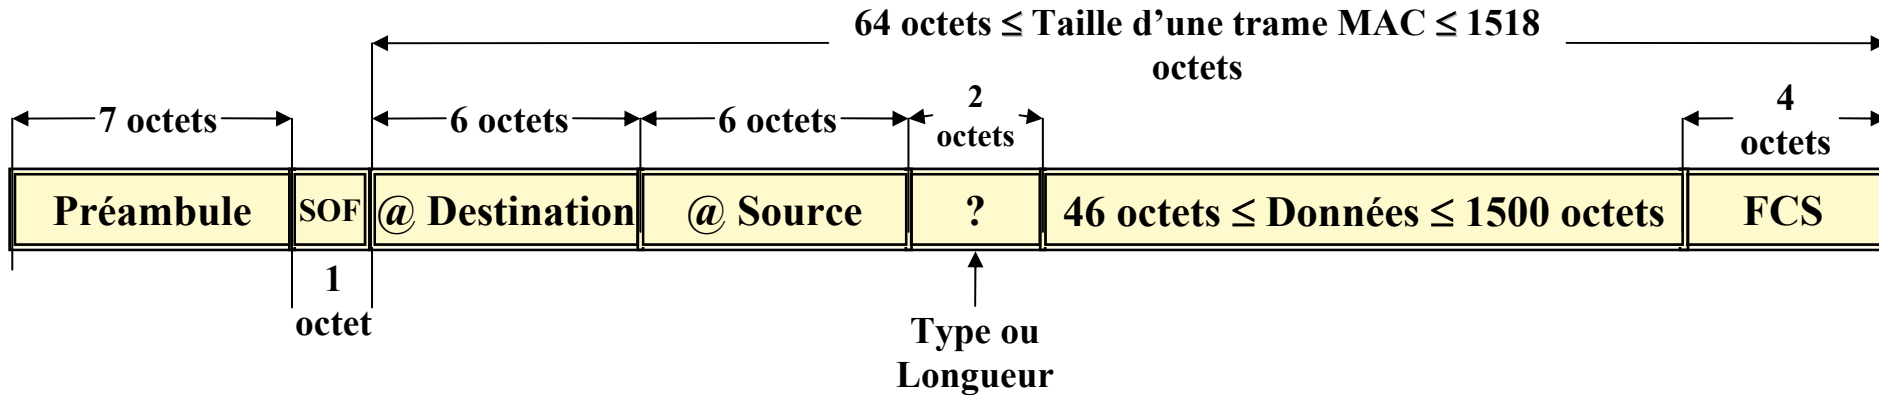 64 octets ≤ Taille d’une trame MAC ≤ 1518
octets
7 octets
6 octets
6 octets
2
octets
4
octets
Préambule
SOF
@ Destination
@ Source
?
46 octets ≤ Données ≤ 1500 octets
FCS
1
octet
Type ou
Longueur